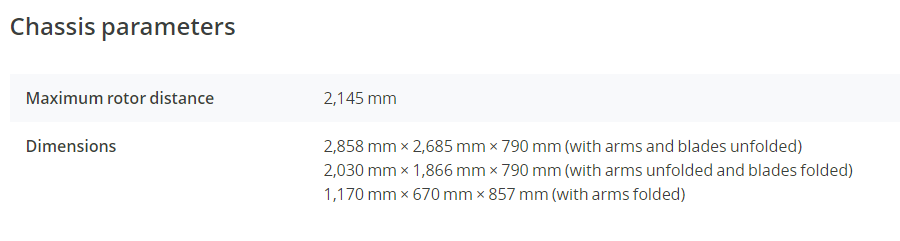 Chassis parameters
Maximum rotor distance 2,145 mm
Dimensions 2,858 mm × 2,685 mm × 790 mm (with arms and blades unfolded)
2,030 mm × 1,866 mm × 790 mm (with arms unfolded and blades folded)
1,170 mm × 670 mm × 857 mm (with arms folded)